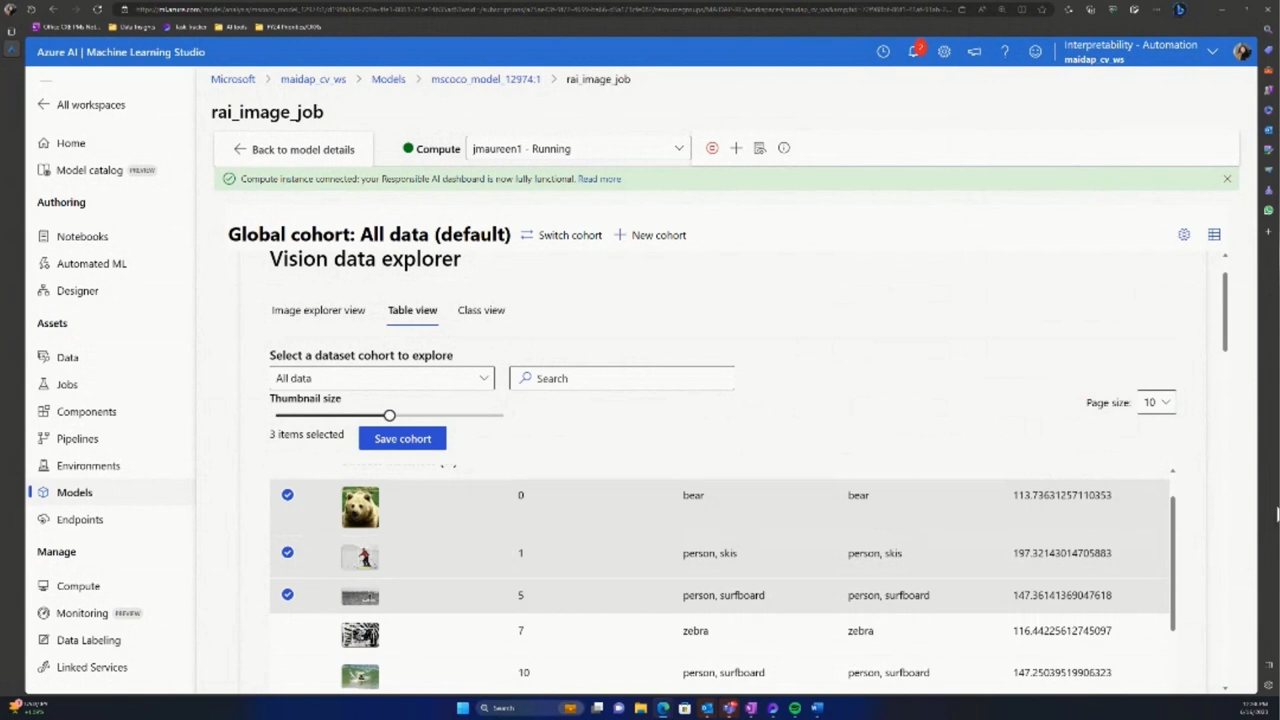 Azure AI | Machine Learning Studio
Interpretability - Automation
maidap_cv_ws
Microsoft > maidap_cv_ws > Models > mscoco_model_12974:1 > rai_image_job
All workspaces
Home
Model catalog PREVIEW
Authoring
Notebooks
Automated ML
Designer
Assets
Data
Jobs
Components
Pipelines
Environments
Models
Endpoints
Manage
Compute
Monitoring PREVIEW
Data Labeling
Linked Services
rai_image_job
Back to model details
Compute jmaureen1 - Running
Compute instance connected: your Responsible AI dashboard is now fully functional. Read more
Global cohort: All data (default) Switch cohort New cohort
Vision data explorer
Image explorer view Table view Class view
Select a dataset cohort to explore
All data Search
Thumbnail size
Page size: 10
3 items selected Save cohort
0 bear bear 113.73631257110353
1 person, skis person, skis 197.32143014705883
5 person, surfboard person, surfboard 147.36141369047618
7 zebra zebra 116.44225612745097
10 person, surfboard person, surfboard 147.25039519906323
Search